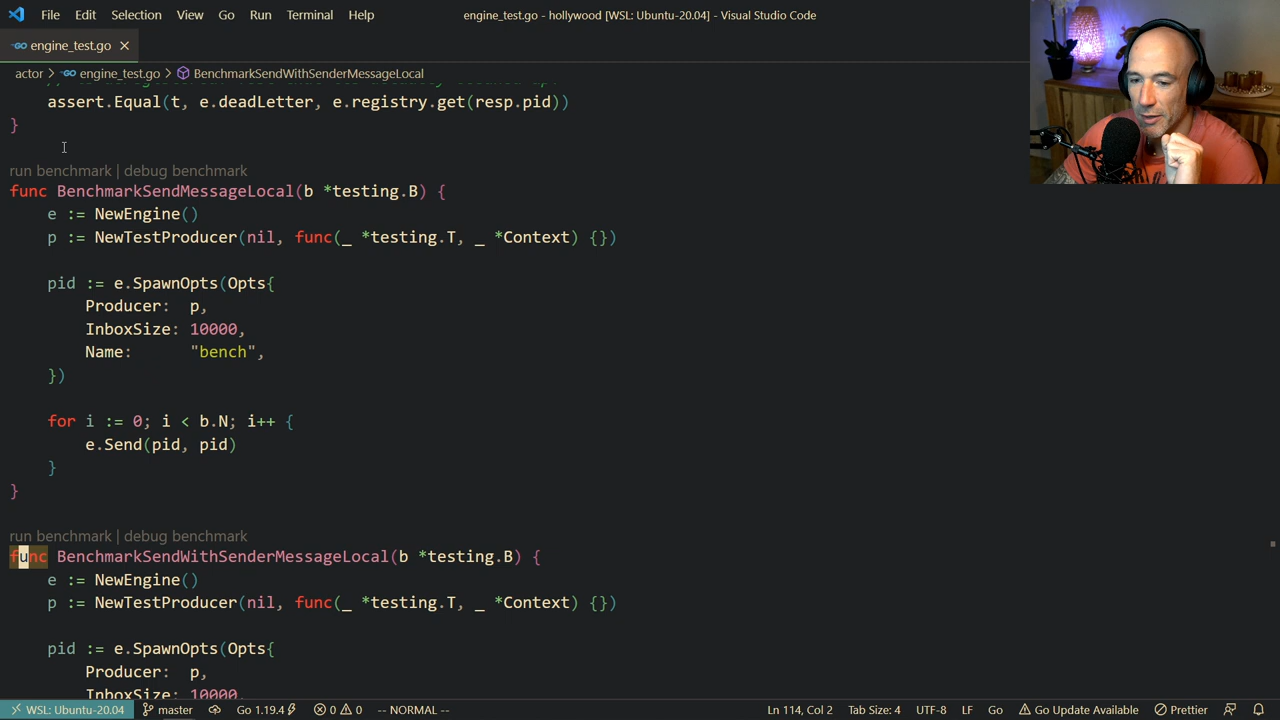 File Edit Selection View Go Run Terminal Help engine_test.go - hollywood [WSL: Ubuntu-20.04] - Visual Studio Code
engine_test.go
actor > engine_test.go > BenchmarkSendWithSenderMessageLocal
assert.Equal(t, e.deadLetter, e.registry.get(resp.pid))
}
run benchmark | debug benchmark
func BenchmarkSendMessageLocal(b *testing.B) {
e := NewEngine()
p := NewTestProducer(nil, func(_ *testing.T, _ *Context) {})
pid := e.SpawnOpts(Opts{
Producer: p,
InboxSize: 10000,
Name: "bench",
})
for i := 0; i < b.N; i++ {
e.Send(pid, pid)
}
}
run benchmark | debug benchmark
func BenchmarkSendWithSenderMessageLocal(b *testing.B) {
e := NewEngine()
p := NewTestProducer(nil, func(_ *testing.T, _ *Context) {})
pid := e.SpawnOpts(Opts{
Producer: p,
InboxSize: 10000,
WSL: Ubuntu-20.04 master Go 1.19.4 0 0 -- NORMAL -- Ln 114, Col 2 Tab Size: 4 UTF-8 LF Go Go Update Available Prettier